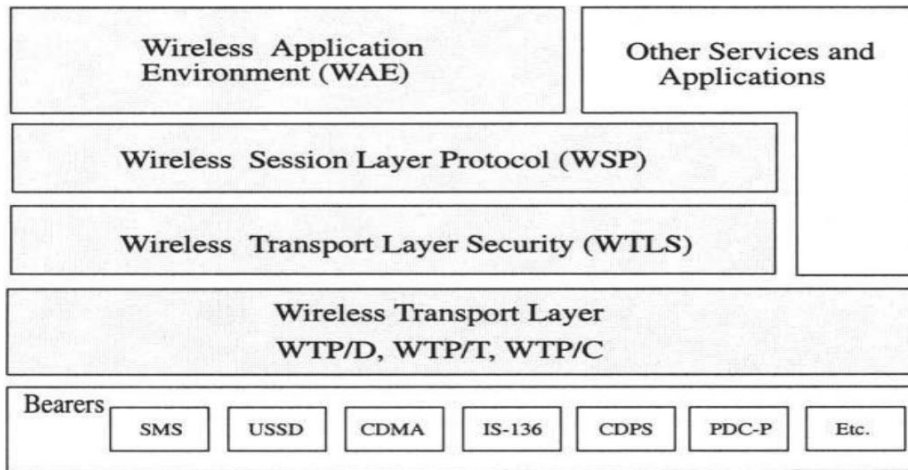 Wireless Application
Environment (WAE)
Other Services and
Applications
Wireless Session Layer Protocol (WSP)
Wireless Transport Layer Security (WTLS)
Wireless Transport Layer
WTP/D, WTP/T, WTP/C
Bearers
SMS
USSD
CDMA
IS-136
CDPS
PDC-P
Etc.